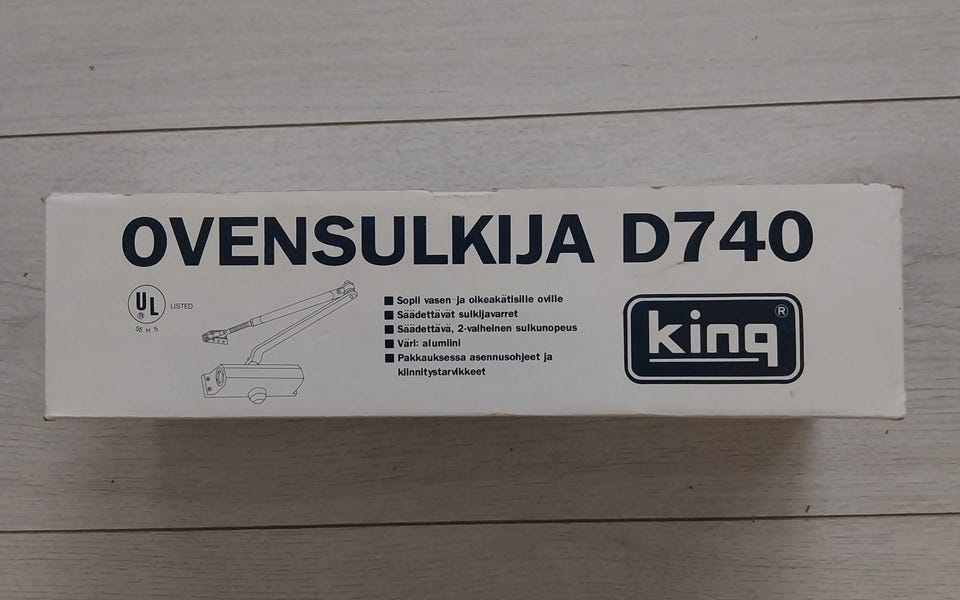 OVENSULKIJA D740
UL
®
LISTED
55 H 5
■ Sopii vasen- ja oikeakätisille oville
■ Säädettävät sulkijavarret
■ Säädettävä, 2-vaiheinen sulkunopeus
■ Väri: alumiini
■ Pakkauksessa asennusohjeet ja
kiinnitystarvikkeet
king ®